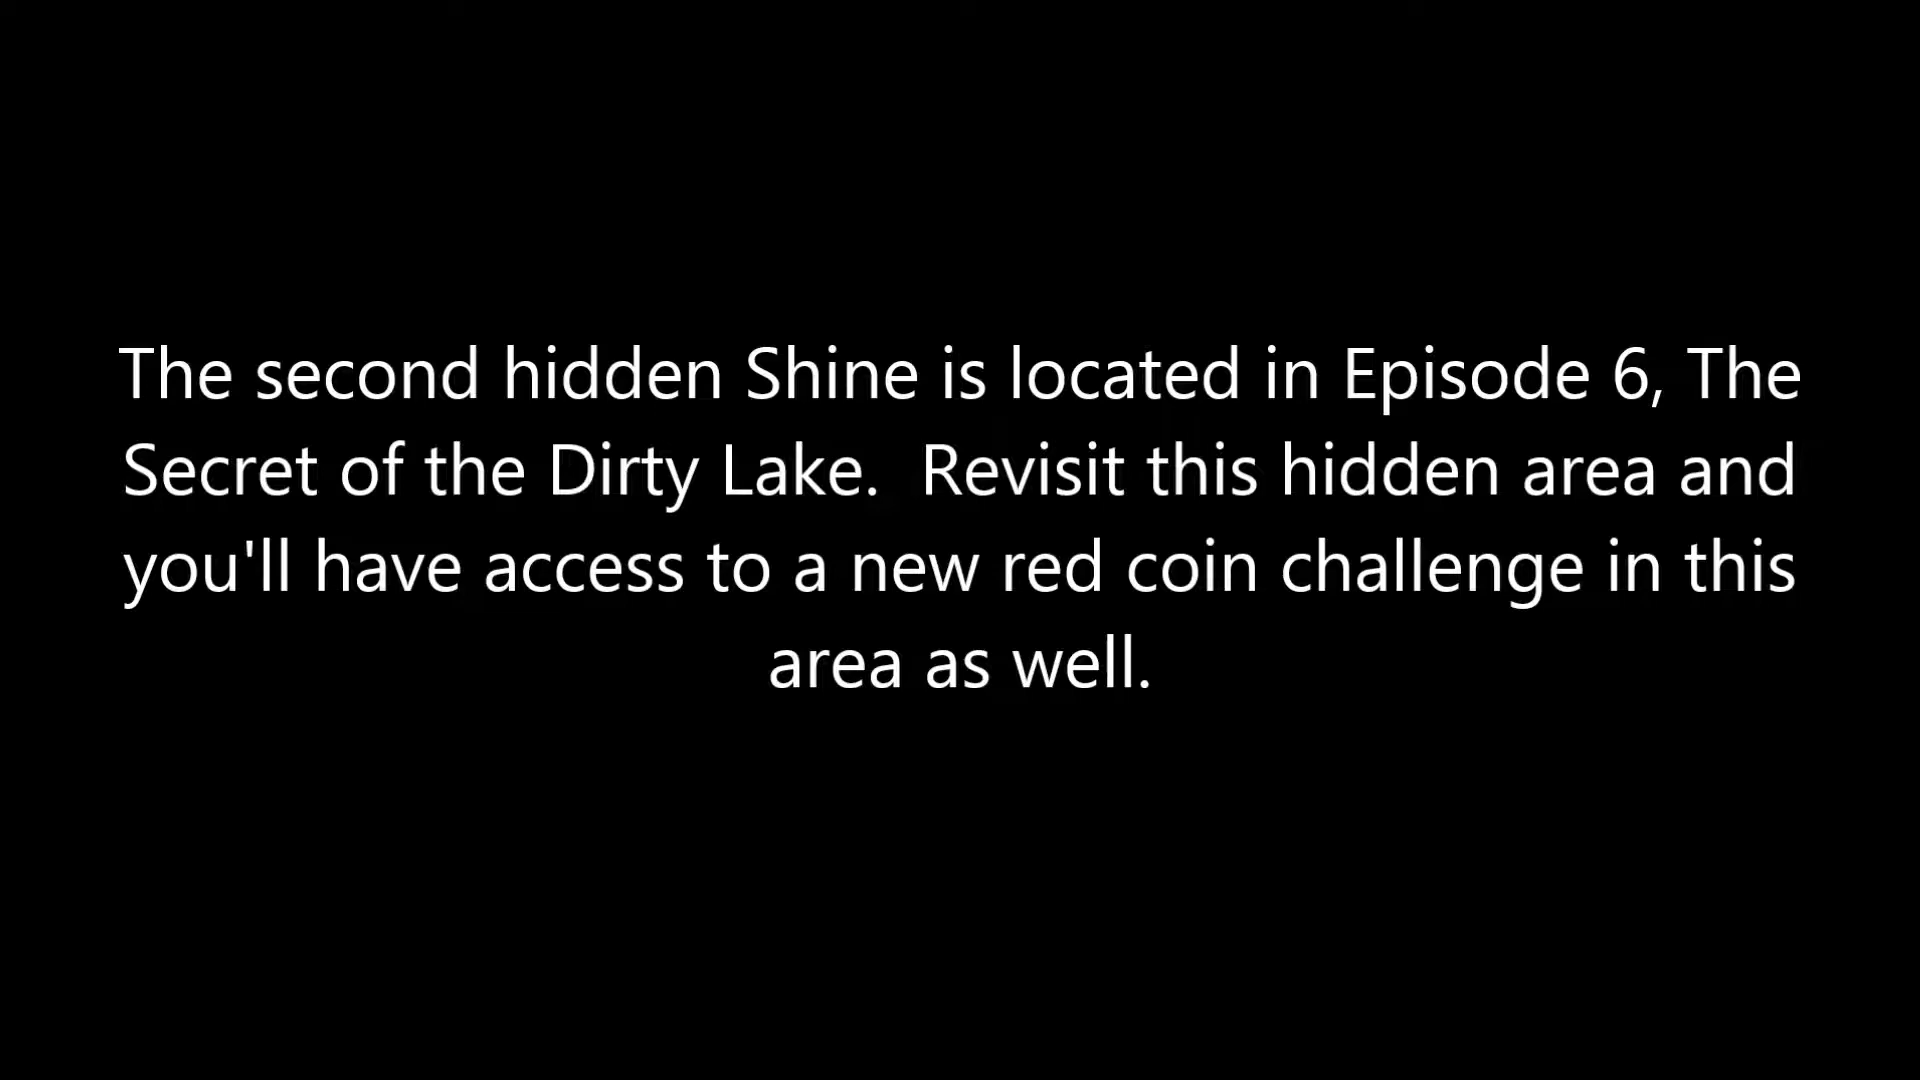 The second hidden Shine is located in Episode 6, The
Secret of the Dirty Lake.  Revisit this hidden area and
you'll have access to a new red coin challenge in this
area as well.